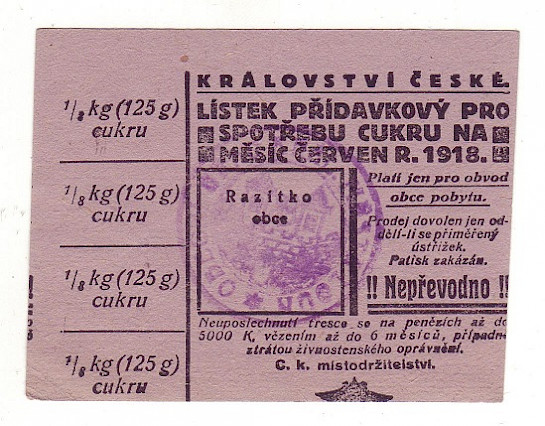 1/8 kg (125 g)
cukru
1/8 kg (125 g)
cukru
1/8 kg (125 g)
cukru
1/8 kg (125 g)
cukru
KRÁLOVSTVÍ ČESKÉ.
LÍSTEK PŘÍDAVKOVÝ PRO
SPOTŘEBU CUKRU NA
MĚSÍC ČERVEN R. 1918.
Razítko
obce
Platí jen pro obvod
obce pobytu.
Prodej dovolen jen od-
dělí-li se přiměřený
ústřižek.
Patisk zakázán.
!! Nepřevodno !!
Neuposlechnutí tresce se na penězích až do
5000 K, vězením až do 6 měsíců, případn
ztrátou živnostenského oprávnění.
C. k. místodržitelství.